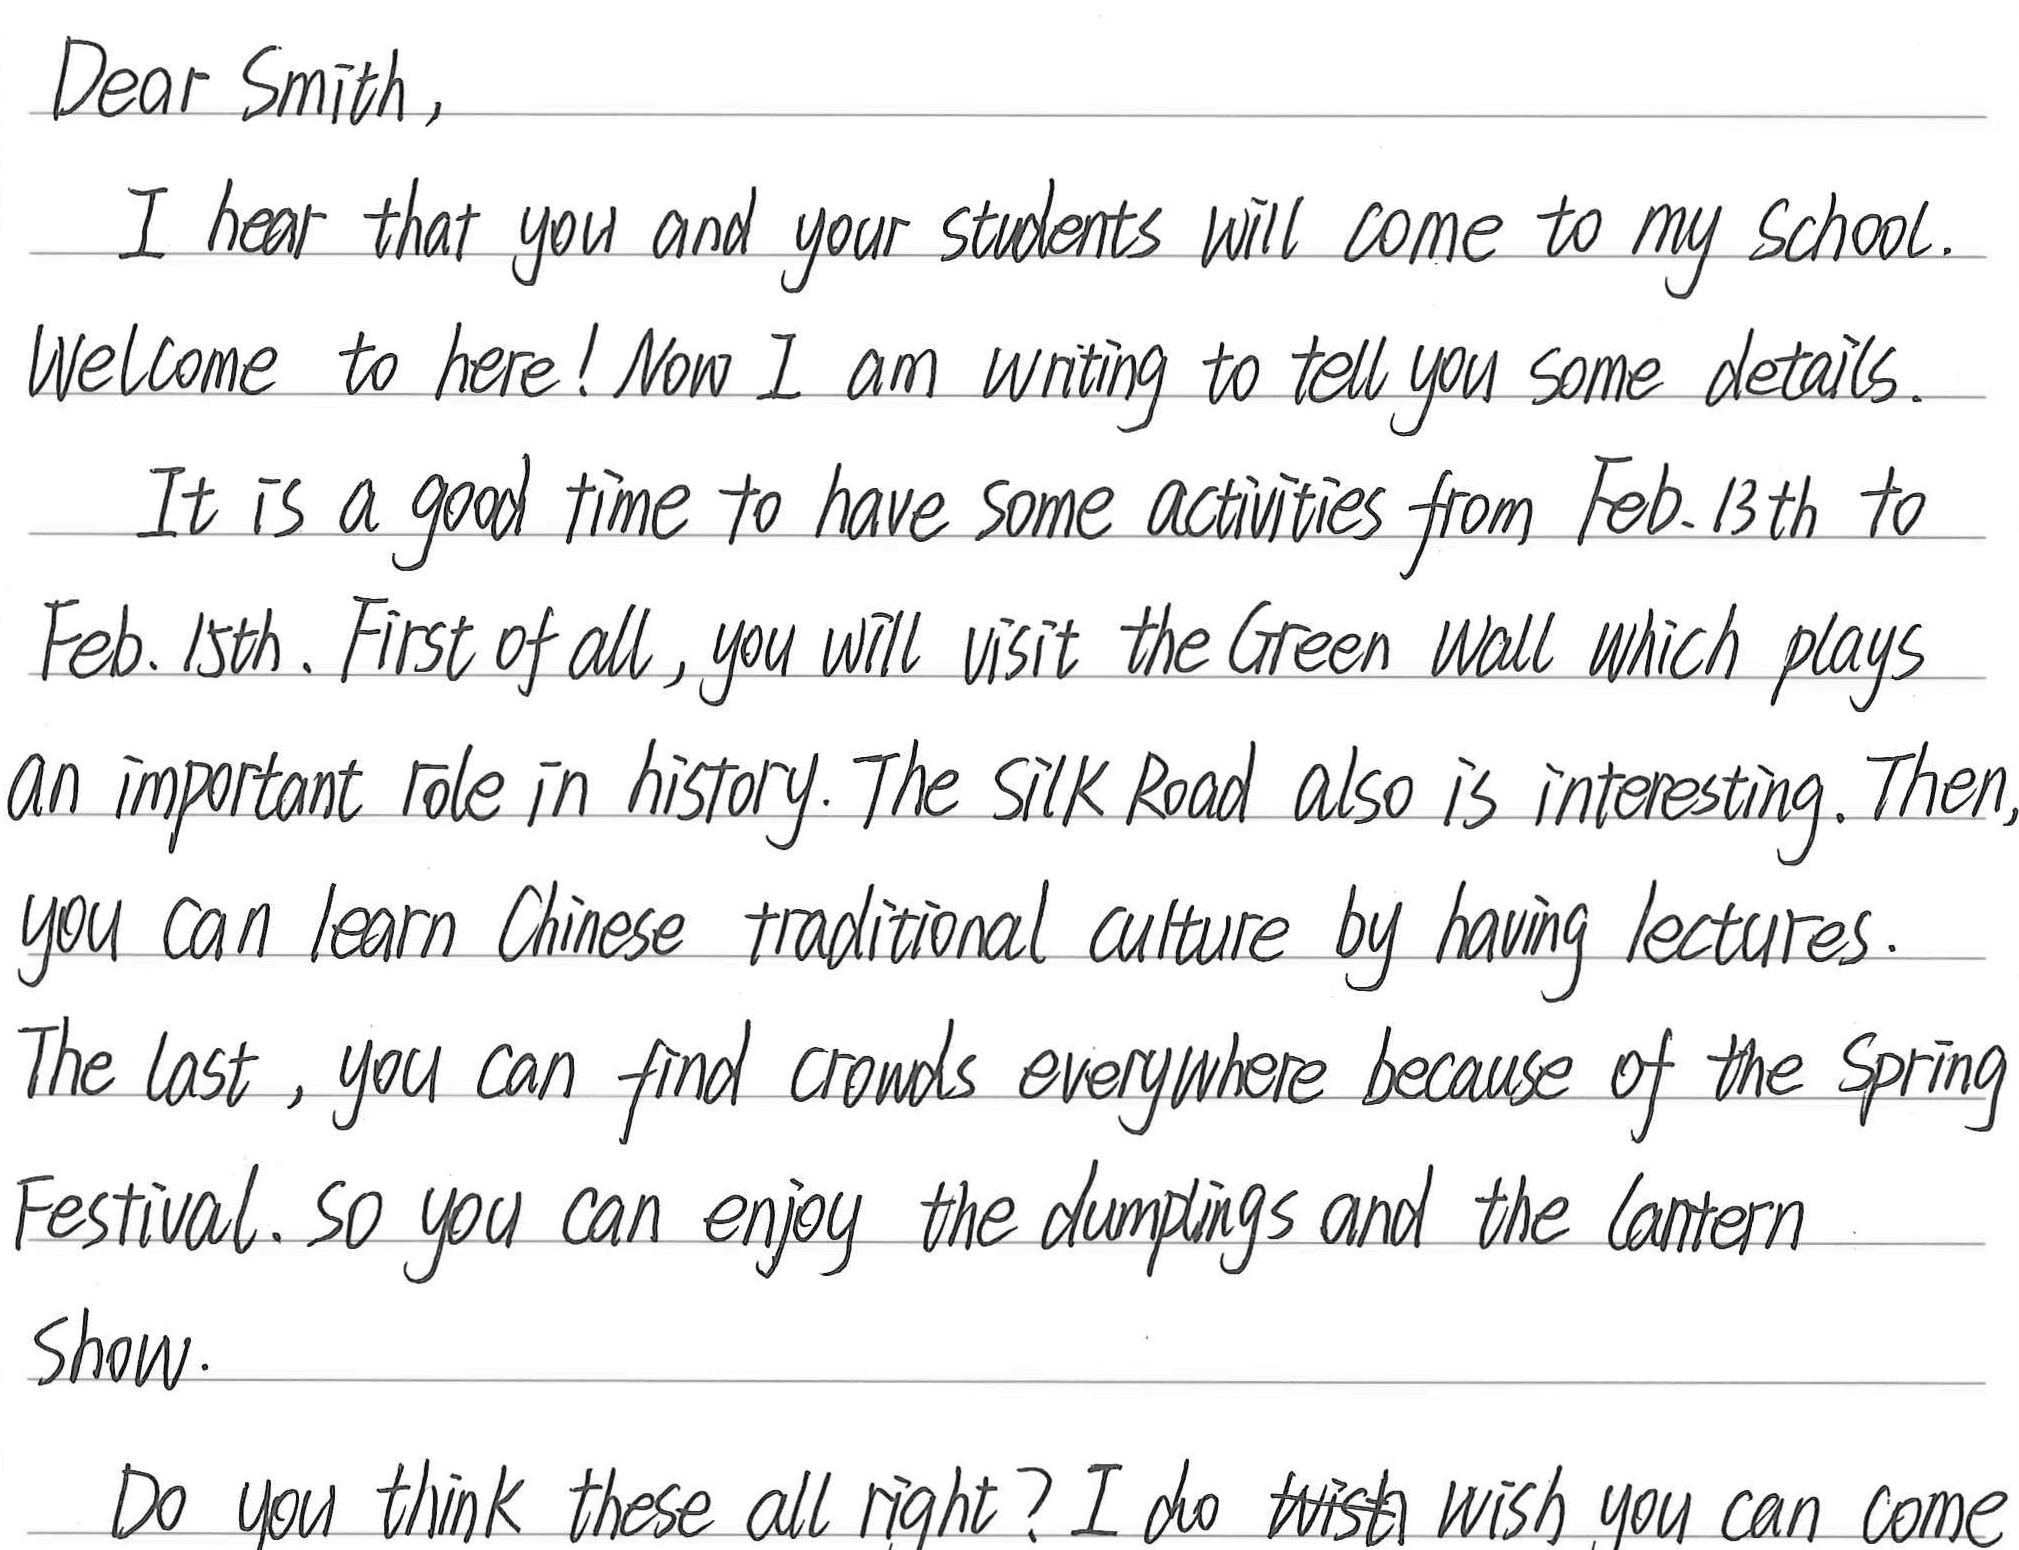 Dear Smith,
I hear that you and your students will come to my school.
Welcome to here! Now I am writing to tell you some details.
It is a good time to have some activities from Feb. 13th to
Feb. 15th. First of all, you will visit the Green Wall which plays
an important role in history. The Silk Road also is interesting. Then,
you can learn Chinese traditional culture by having lectures.
The last, you can find crowds everywhere because of the Spring
Festival. So you can enjoy the dumplings and the lantern
show.
Do you think these all right? I do wish you can come